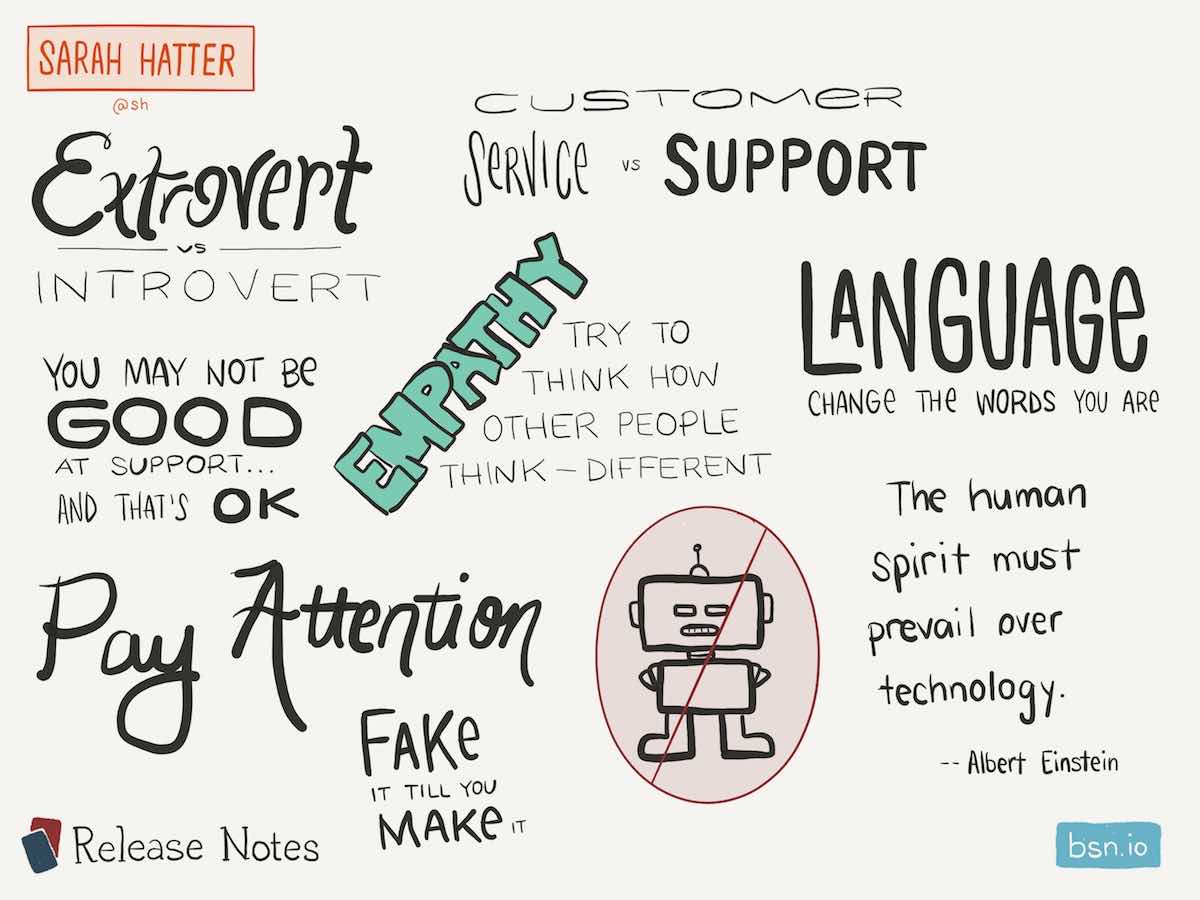 SARAH HATTER
@sh
Extrovert
vs
INTROVERT
CUSTOMER
SERVICE vs SUPPORT
EMPATHY
TRY TO
THINK HOW
OTHER PEOPLE
THINK – DIFFERENT
LANGUAGE
CHANGE THE WORDS YOU ARE
YOU MAY NOT BE
GOOD
AT SUPPORT...
AND THAT'S OK
Pay Attention
FAKE
IT TILL YOU
MAKE IT
The human
spirit must
prevail over
technology.
-- Albert Einstein
Release Notes
bsn.io